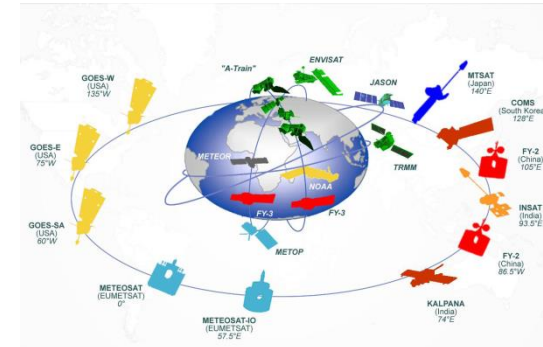 "A-Train"
ENVISAT
JASON
GOES-W
(USA)
135°W
MTSAT
(Japan)
140°E
COMS
(South Korea)
128°E
GOES-E
(USA)
75°W
FY-2
(China)
105°E
METEOR
TRMM
NOAA
INSAT
(India)
93.5°E
GOES-SA
(USA)
60°W
FY-3
FY-3
FY-2
(China)
86.5°W
METOP
METEOSAT
(EUMETSAT)
0°
METEOSAT-IO
(EUMETSAT)
57.5°E
KALPANA
(India)
74°E